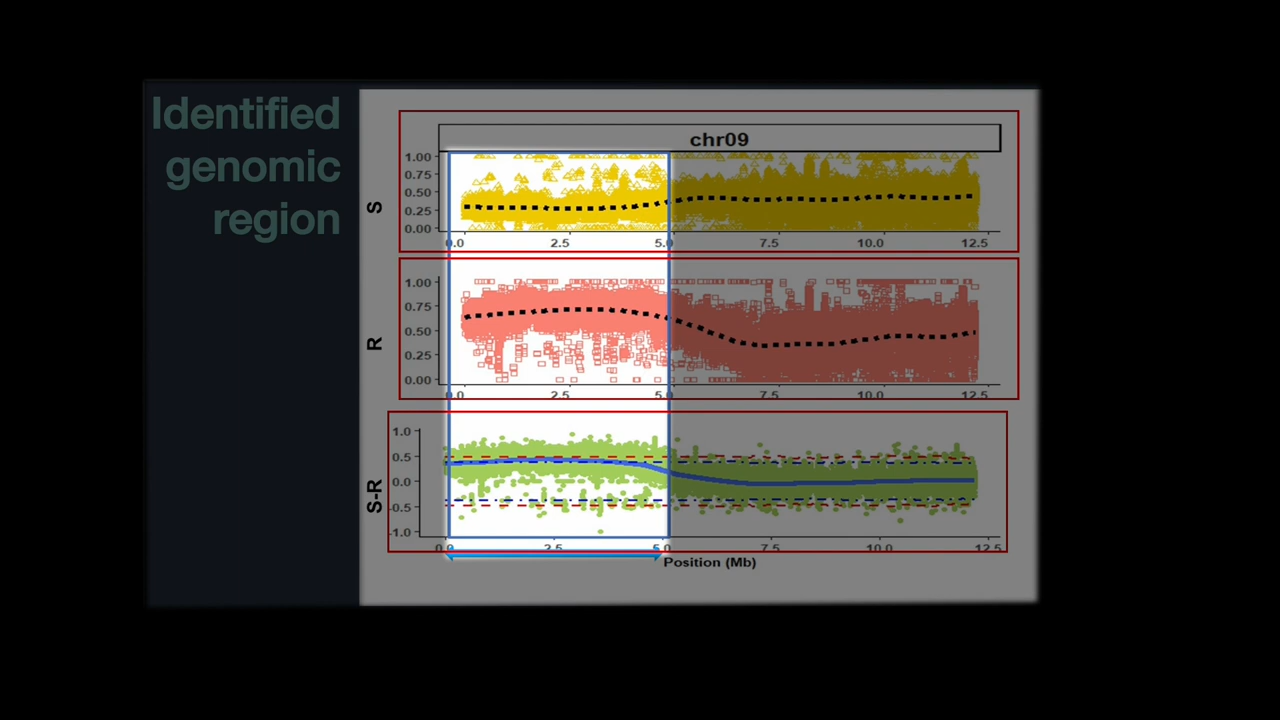 Identified
genomic
region
chr09
S
1.00
0.75
0.50
0.25
0.00
0.0 2.5 5.0 7.5 10.0 12.5
R
1.00
0.75
0.50
0.25
0.00
0.0 2.5 5.0 7.5 10.0 12.5
S-R
1.0
0.5
0.0
-0.5
-1.0
0.0 2.5 5.0 7.5 10.0 12.5
Position (Mb)